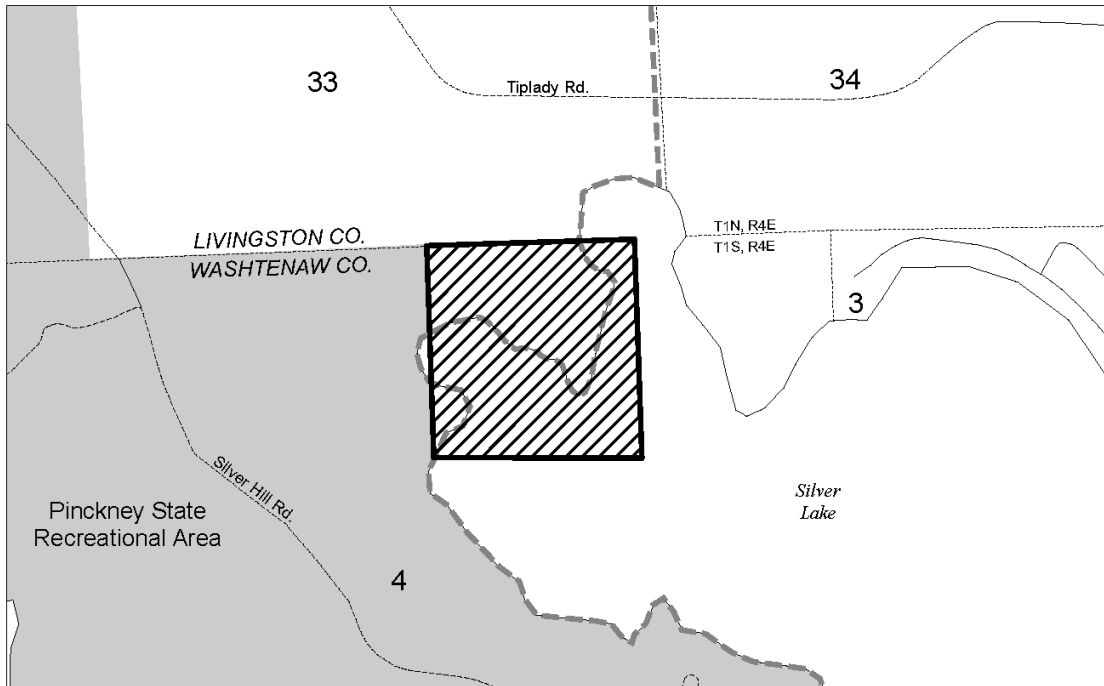 33
Tiplady Rd.
34
LIVINGSTON CO.
WASHTENAW CO.
T1N, R4E
T1S, R4E
3
Silver Hill Rd.
Pinckney State
Recreational Area
Silver
Lake
4